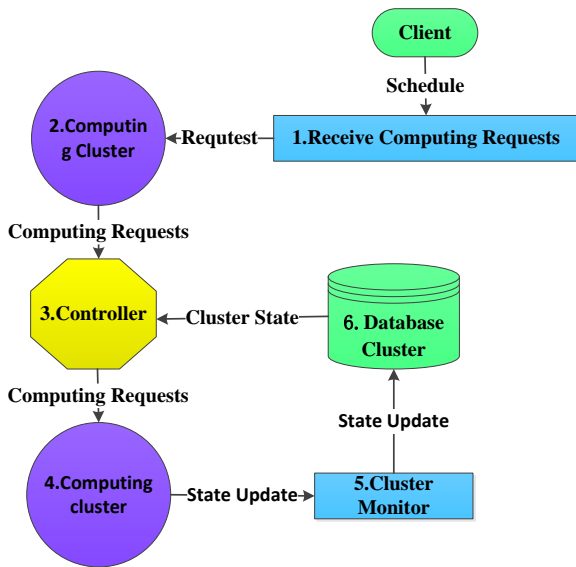 Client
Schedule
1.Receive Computing Requests
Requtest
2.Computin
g Cluster
Computing Requests
3.Controller
Cluster State
6. Database
Cluster
Computing Requests
State Update
4.Computing
cluster
State Update
5.Cluster
Monitor